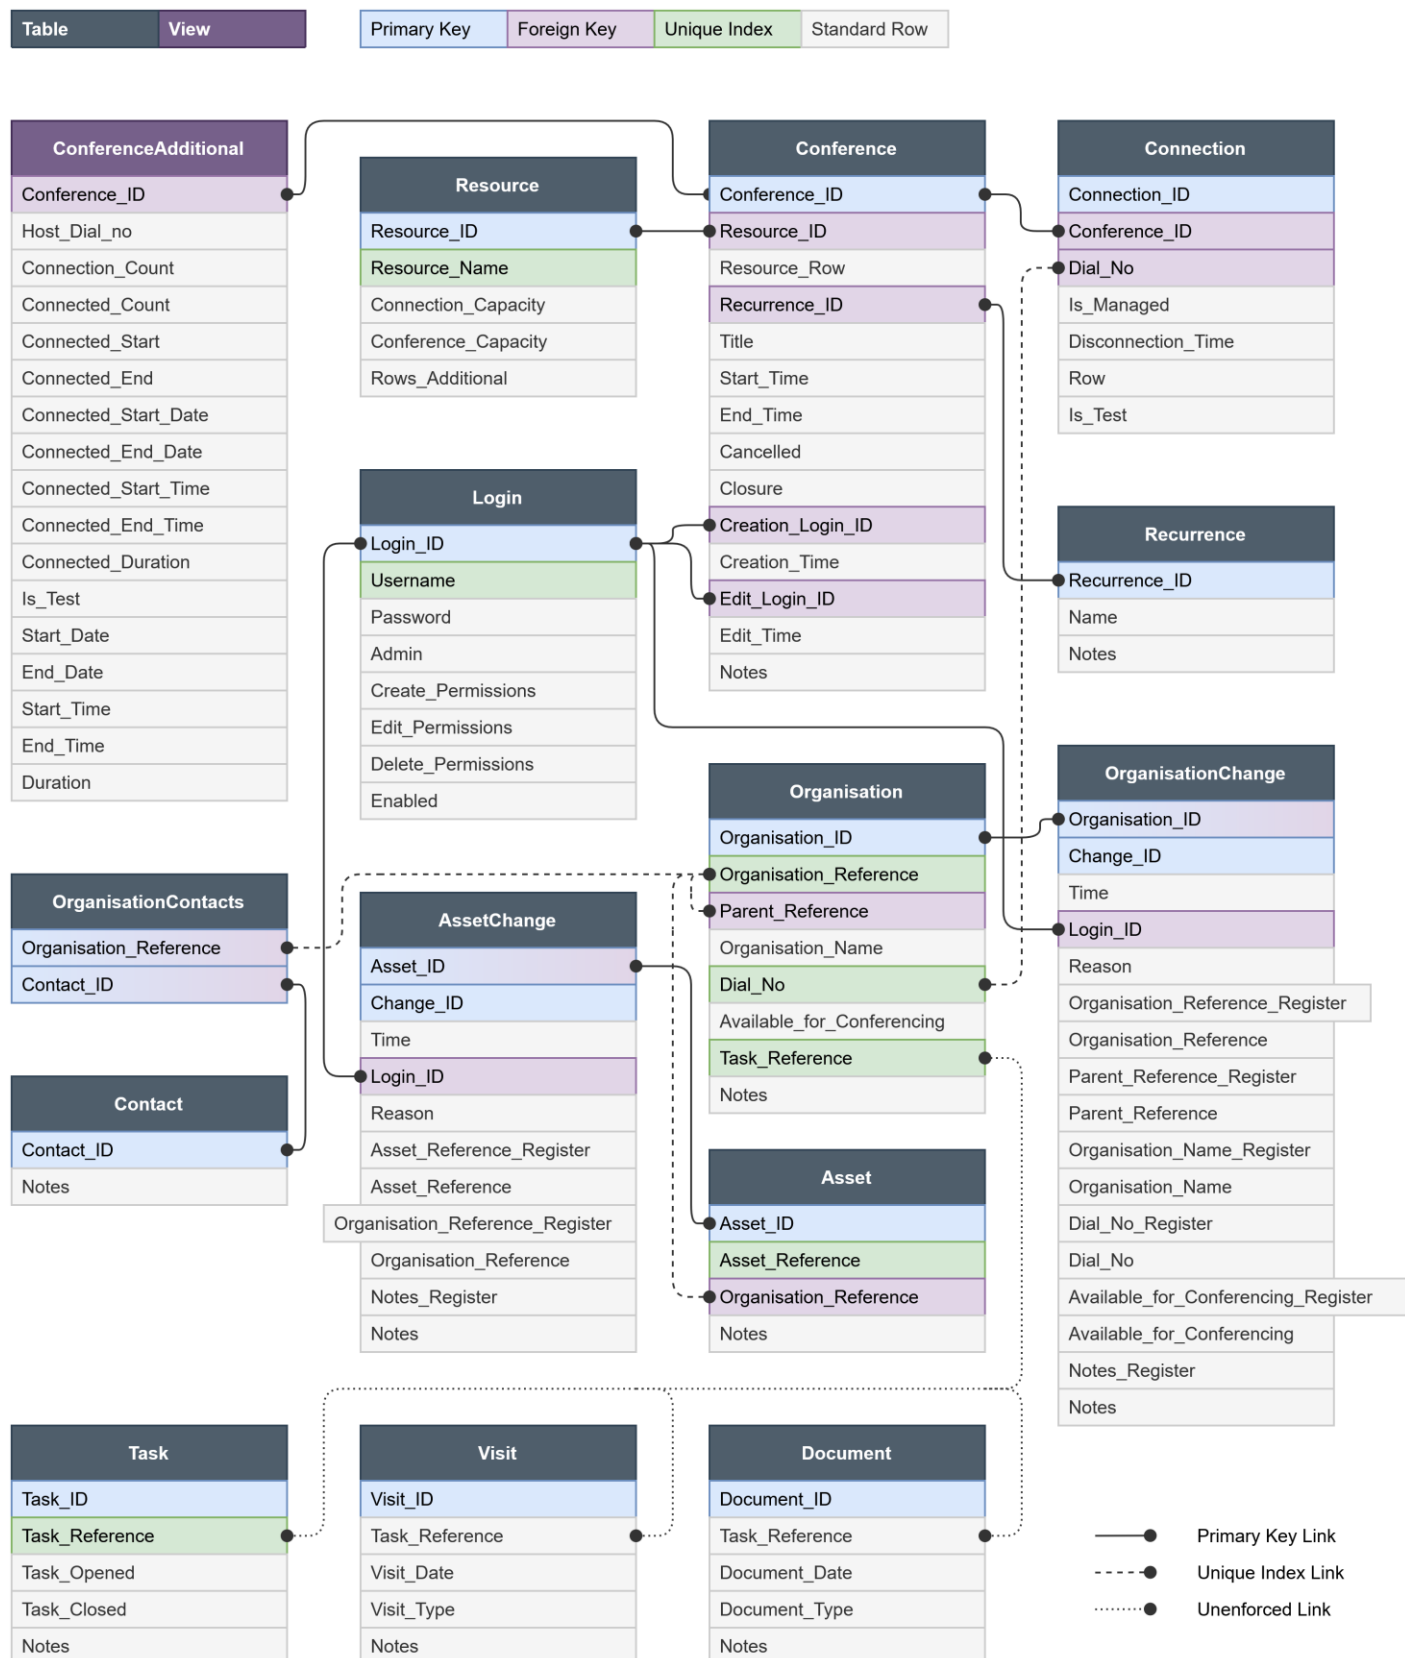 Table
View
Primary Key
Foreign Key
Unique Index
Standard Row
ConferenceAdditional
Conference_ID
Host_Dial_no
Connection_Count
Connected_Count
Connected_Start
Connected_End
Connected_Start_Date
Connected_End_Date
Connected_Start_Time
Connected_End_Time
Connected_Duration
Is_Test
Start_Date
End_Date
Start_Time
End_Time
Duration
Resource
Resource_ID
Resource_Name
Connection_Capacity
Conference_Capacity
Rows_Additional
Conference
Conference_ID
Resource_ID
Resource_Row
Recurrence_ID
Title
Start_Time
End_Time
Cancelled
Closure
Creation_Login_ID
Creation_Time
Edit_Login_ID
Edit_Time
Notes
Connection
Connection_ID
Conference_ID
Dial_No
Is_Managed
Disconnection_Time
Row
Is_Test
Login
Login_ID
Username
Password
Admin
Create_Permissions
Edit_Permissions
Delete_Permissions
Enabled
Recurrence
Recurrence_ID
Name
Notes
OrganisationContacts
Organisation_Reference
Contact_ID
Contact
Contact_ID
Notes
AssetChange
Asset_ID
Change_ID
Time
Login_ID
Reason
Asset_Reference_Register
Asset_Reference
Organisation_Reference_Register
Organisation_Reference
Notes_Register
Notes
Organisation
Organisation_ID
Organisation_Reference
Parent_Reference
Organisation_Name
Dial_No
Available_for_Conferencing
Task_Reference
Notes
Asset
Asset_ID
Asset_Reference
Organisation_Reference
Notes
OrganisationChange
Organisation_ID
Change_ID
Time
Login_ID
Reason
Organisation_Reference_Register
Organisation_Reference
Parent_Reference_Register
Parent_Reference
Organisation_Name_Register
Organisation_Name
Dial_No_Register
Dial_No
Available_for_Conferencing_Register
Available_for_Conferencing
Notes_Register
Notes
Task
Task_ID
Task_Reference
Task_Opened
Task_Closed
Notes
Visit
Visit_ID
Task_Reference
Visit_Date
Visit_Type
Notes
Document
Document_ID
Task_Reference
Document_Date
Document_Type
Notes
Primary Key Link
Unique Index Link
Unenforced Link